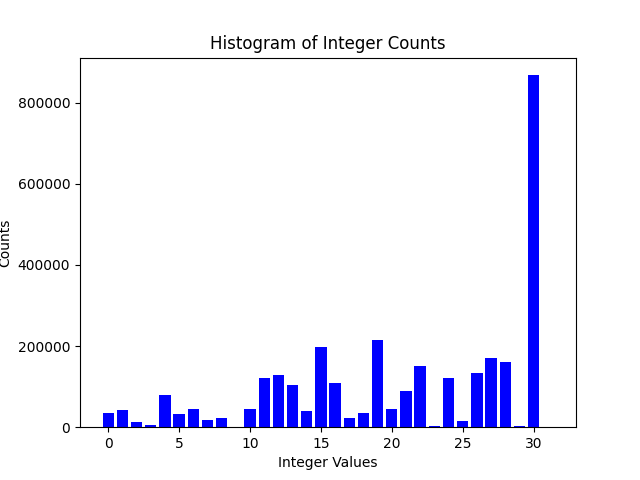 Histogram of Integer Counts
800000
600000
400000
200000
0
Counts
0 5 10 15 20 25 30
Integer Values